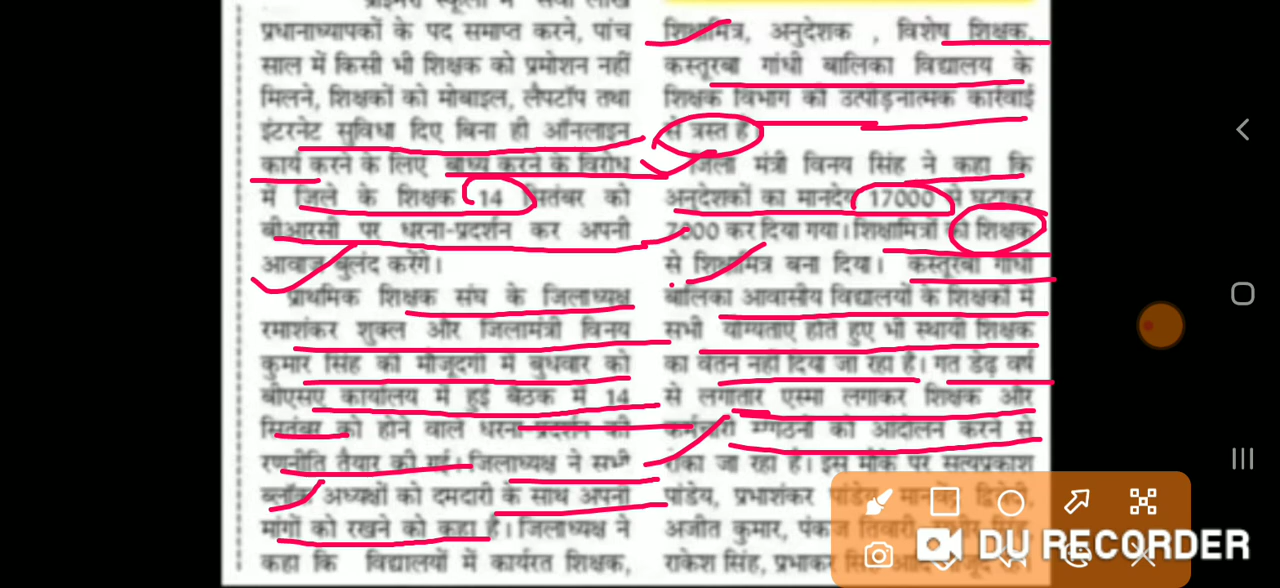 प्राइमरी स्कूलों में सवा लाख
प्रधानाध्यापकों के पद समाप्त करने, पांच
साल में किसी भी शिक्षक को प्रमोशन नहीं
मिलने, शिक्षकों को मोबाइल, लैपटॉप तथा
इंटरनेट सुविधा दिए बिना ही ऑनलाइन
कार्य करने के लिए बाध्य करने के विरोध
में जिले के शिक्षक 14 सितंबर को
बीआरसी पर धरना-प्रदर्शन कर अपनी
आवाज बुलंद करेंगे।
प्राथमिक शिक्षक संघ के जिलाध्यक्ष
रमाशंकर शुक्ल और जिलामंत्री विनय
कुमार सिंह की मौजूदगी में बुधवार को
बीएसए कार्यालय में हुई बैठक में 14
सितंबर को होने वाले धरना प्रदर्शन की
रणनीति तैयार की गई। जिलाध्यक्ष ने सभी
ब्लॉक अध्यक्षों को दमदारी के साथ अपनी
मांगों को रखने को कहा है। जिलाध्यक्ष ने
कहा कि विद्यालयों में कार्यरत शिक्षक,
शिक्षामित्र, अनुदेशक , विशेष शिक्षक,
कस्तूरबा गांधी बालिका विद्यालय के
शिक्षक विभाग की उत्पीड़नात्मक कार्रवाई
से त्रस्त हैं।
जिला मंत्री विनय सिंह ने कहा कि
अनुदेशकों का मानदेय 17000 से घटाकर
7000 कर दिया गया। शिक्षामित्रों को शिक्षक
से शिक्षामित्र बना दिया। कस्तूरबा गांधी
बालिका आवासीय विद्यालयों के शिक्षकों में
सभी योग्यताएं होते हुए भी स्थायी शिक्षक
का वेतन नहीं दिया जा रहा है। गत डेढ़ वर्ष
से लगातार एस्मा लगाकर शिक्षक और
कर्मचारी संगठनों को आंदोलन करने से
रोका जा रहा है। इस मौके पर सत्यप्रकाश
पांडेय, प्रभाशंकर पांडेय, मानवेंद्र द्विवेदी,
अजीत कुमार, पंकज तिवारी, सुधीर सिंह,
राकेश सिंह, प्रभाकर सिंह आदि मौजूद
DU RECORDER